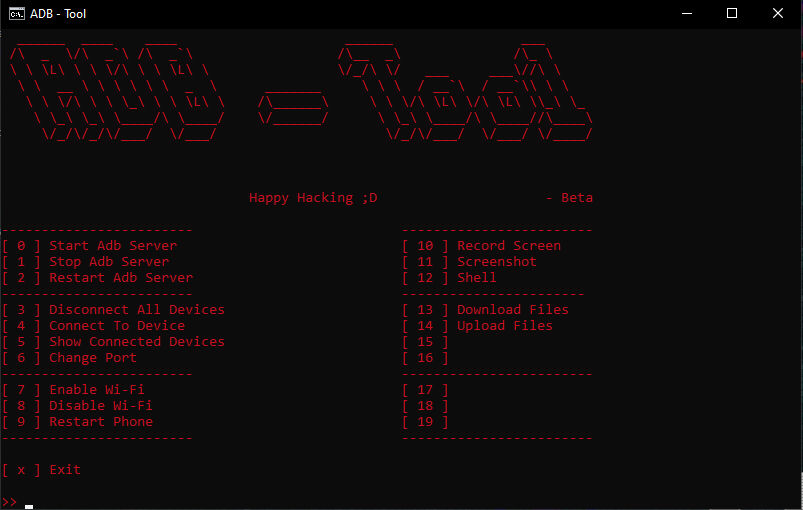 ADB - Tool
ADB - Tool
Happy Hacking ;D - Beta
------------------------ ------------------------
[ 0 ] Start Adb Server [ 10 ] Record Screen
[ 1 ] Stop Adb Server [ 11 ] Screenshot
[ 2 ] Restart Adb Server [ 12 ] Shell
------------------------ -----------------------
[ 3 ] Disconnect All Devices [ 13 ] Download Files
[ 4 ] Connect To Device [ 14 ] Upload Files
[ 5 ] Show Connected Devices [ 15 ]
[ 6 ] Change Port [ 16 ]
------------------------ ------------------------
[ 7 ] Enable Wi-Fi [ 17 ]
[ 8 ] Disable Wi-Fi [ 18 ]
[ 9 ] Restart Phone [ 19 ]
------------------------ ------------------------
[ x ] Exit
>> _